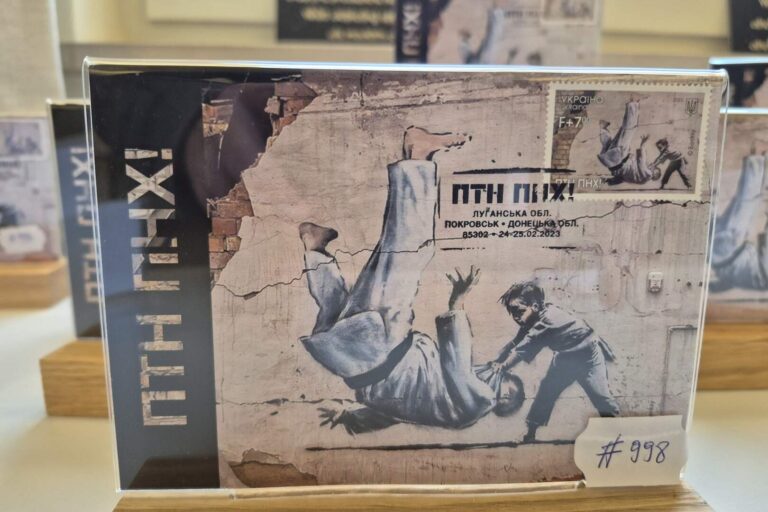 ПТН ПНХ!
УКРАЇНА
F+7
ПТН ПНХ!
ПТН ПНХ!
ЛУГАНСЬКА ОБЛ.
ПОКРОВСЬК • ДОНЕЦЬКА ОБЛ.
85302 • 24-25.02.2023
#998